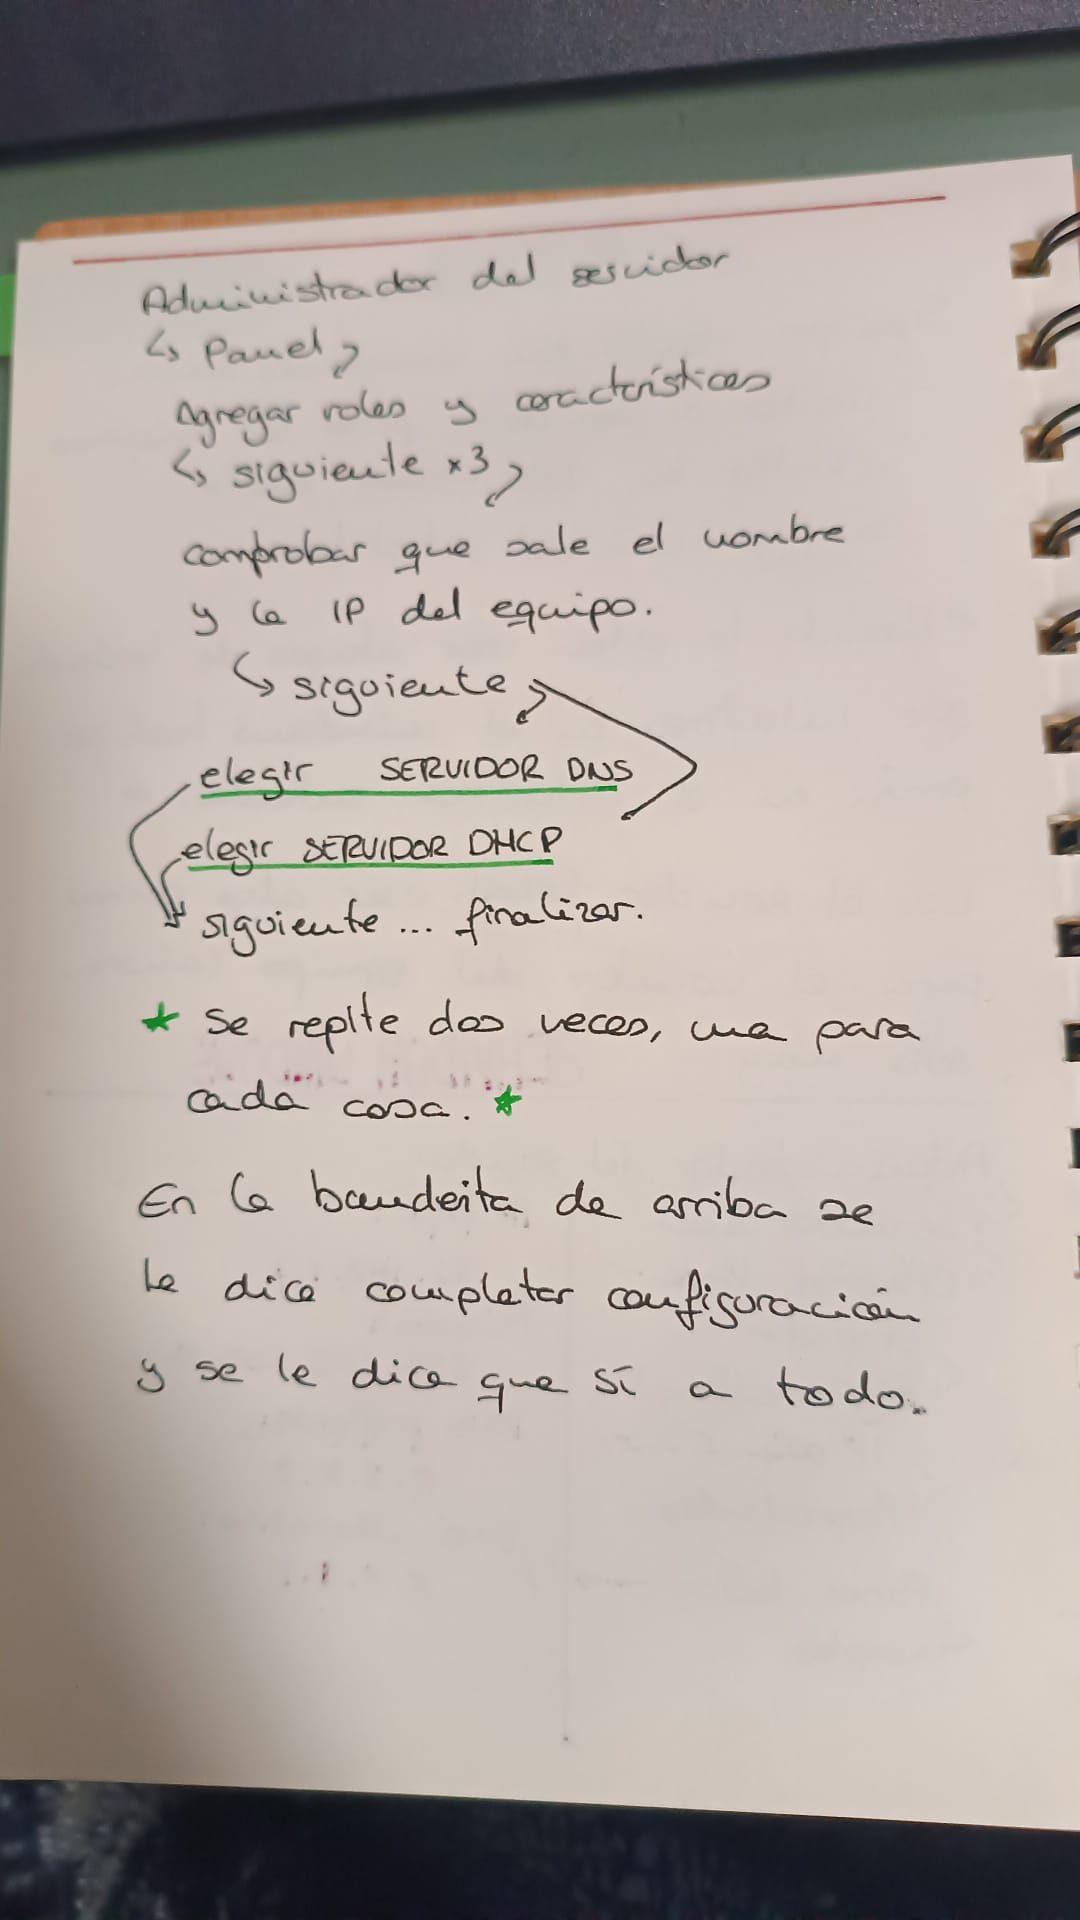 Administrador del servidor
↳ Panel
Agregar roles y características
↳ siguiente x3
comprobar que sale el nombre
y la IP del equipo.
↳ siguiente
elegir SERVIDOR DNS
elegir SERVIDOR DHCP
siguiente ... finalizar.
★ Se repite dos veces, una para
cada cosa. ★
En la bandeita de arriba se
le dice completar configuración
y se le dice que sí a todo.